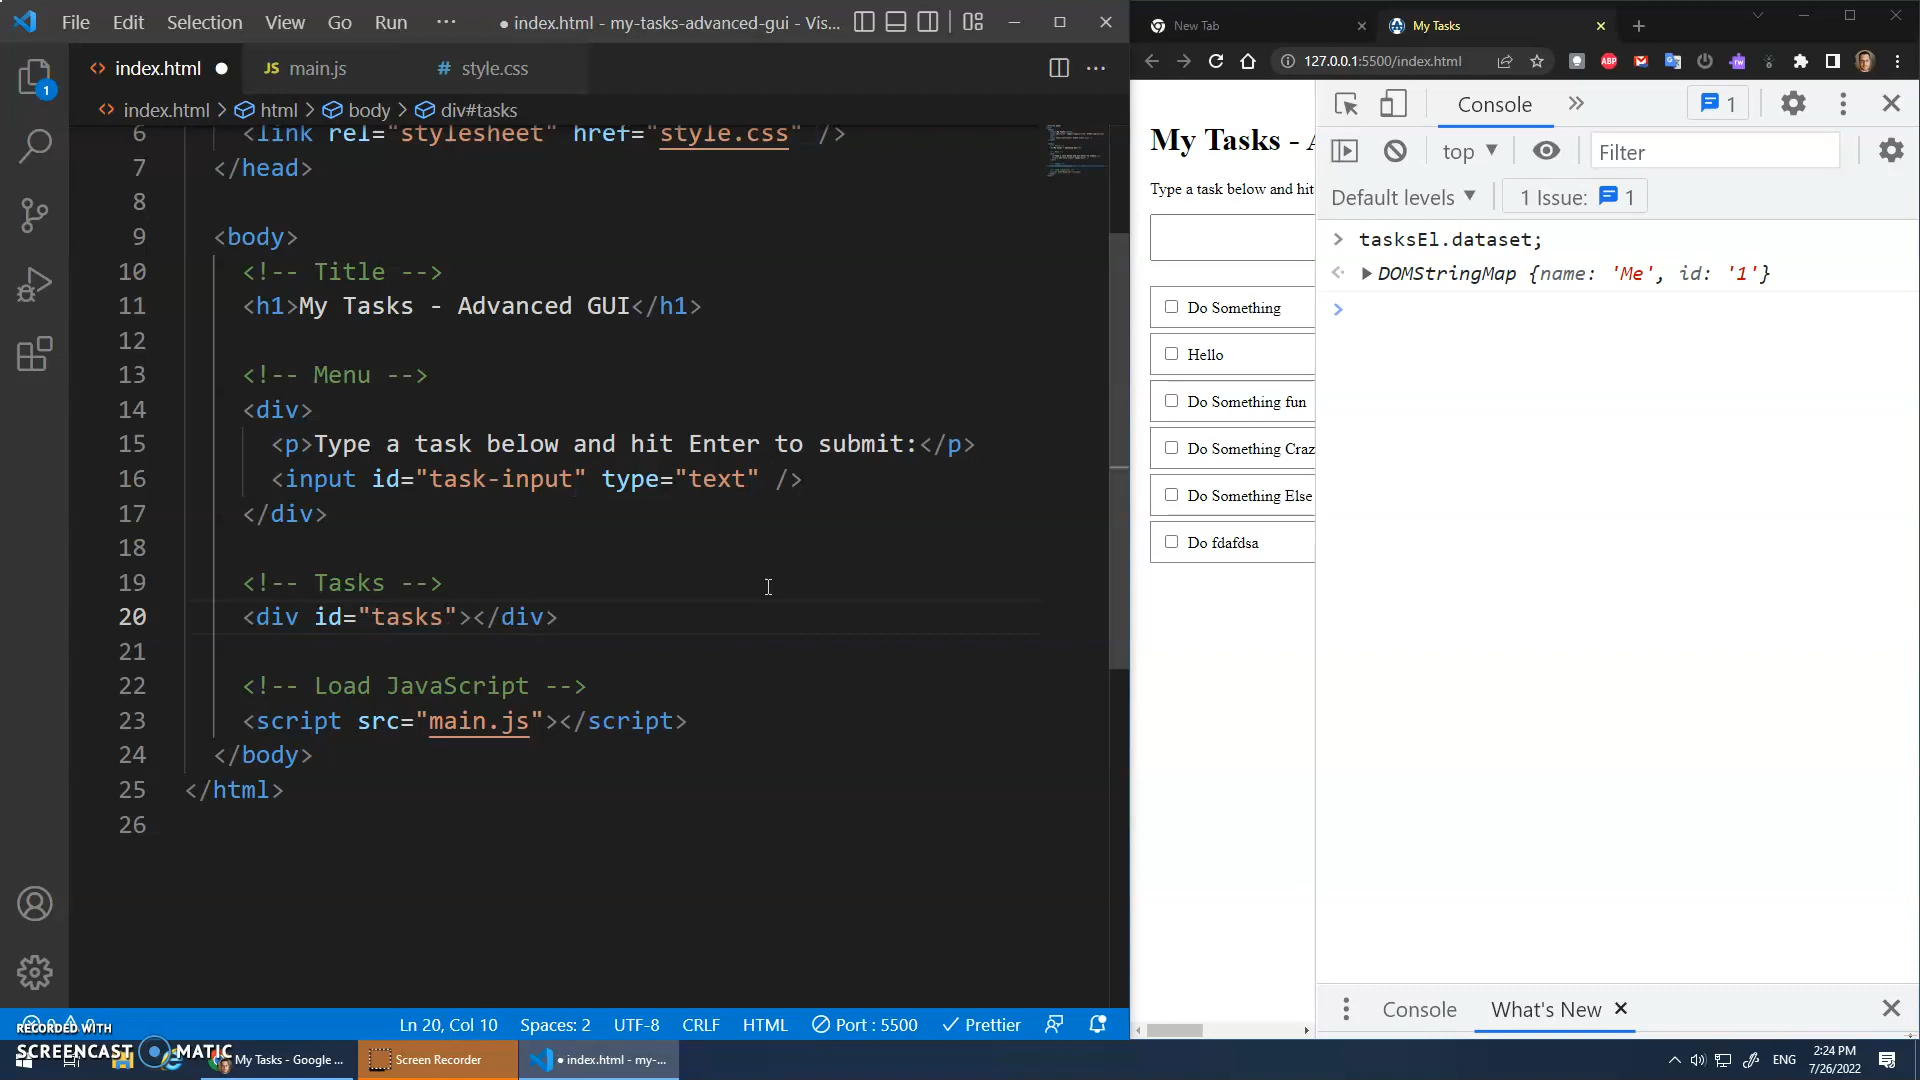 File Edit Selection View Go Run ··· ● index.html - my-tasks-advanced-gui - Vis...
1
index.html ● JS main.js # style.css
index.html > html > body > div#tasks
6 <link rel="stylesheet" href="style.css" />
7 </head>
8
9 <body>
10 <!-- Title -->
11 <h1>My Tasks - Advanced GUI</h1>
12
13 <!-- Menu -->
14 <div>
15 <p>Type a task below and hit Enter to submit:</p>
16 <input id="task-input" type="text" />
17 </div>
18
19 <!-- Tasks -->
20 <div id="tasks"></div>
21
22 <!-- Load JavaScript -->
23 <script src="main.js"></script>
24 </body>
25 </html>
26
Ln 20, Col 10 Spaces: 2 UTF-8 CRLF HTML Port : 5500 Prettier
New Tab My Tasks
127.0.0.1:5500/index.html ABP
My Tasks -
Type a task below and hit
Do Something
Hello
Do Something fun
Do Something Craz
Do Something Else
Do fdafdsa
Console 1
top Filter
Default levels 1 Issue: 1
tasksEl.dataset;
DOMStringMap {name: 'Me', id: '1'}
Console What's New
RECORDED WITH
SCREENCAST MATIC
My Tasks - Google ... Screen Recorder ● index.html - my-... ENG
2:24 PM
7/26/2022